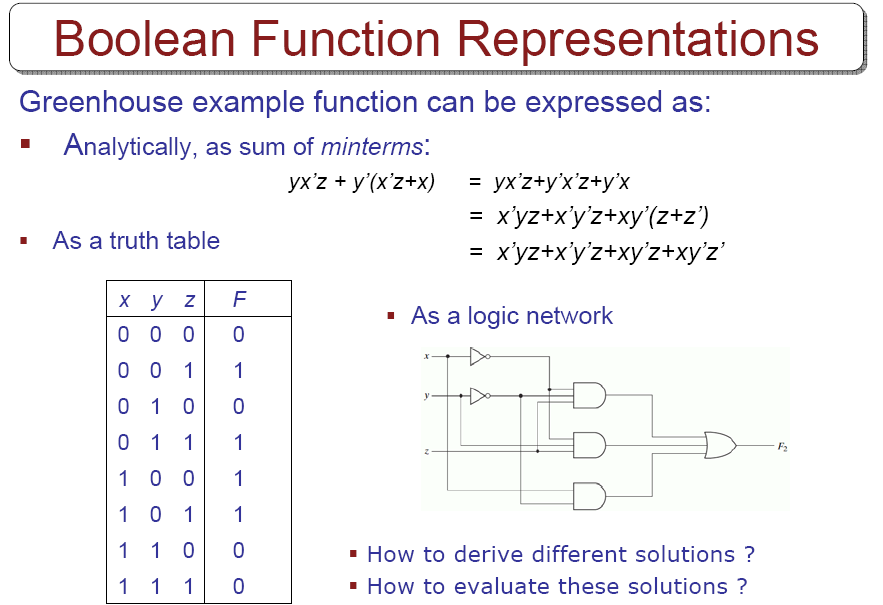 Boolean Function Representations
Greenhouse example function can be expressed as:
▪ Analytically, as sum of minterms:
yx’z + y’(x’z+x) = yx’z+y’x’z+y’x
= x’yz+x’y’z+xy’(z+z’)
= x’yz+x’y’z+xy’z+xy’z’
▪ As a truth table
x y z F
0 0 0 0
0 0 1 1
0 1 0 0
0 1 1 1
1 0 0 1
1 0 1 1
1 1 0 0
1 1 1 0
▪ As a logic network
x
y
z
F₂
▪ How to derive different solutions ?
▪ How to evaluate these solutions ?